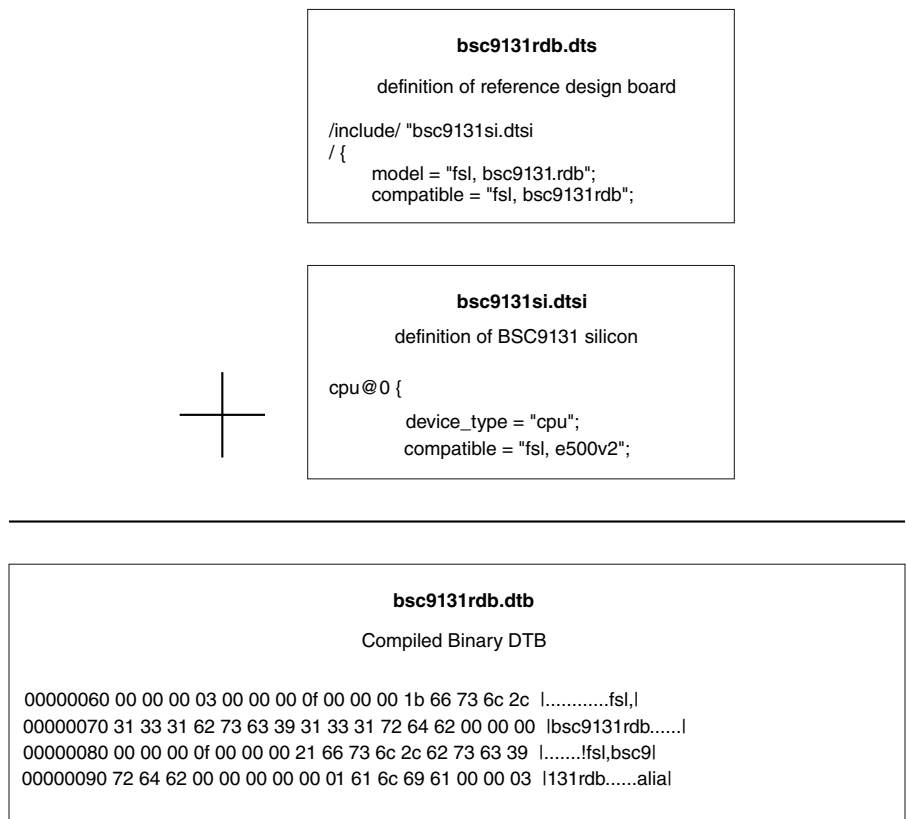 bsc9131rdb.dts
definition of reference design board
/include/ "bsc9131si.dtsi
/ {
model = "fsl, bsc9131.rdb";
compatible = "fsl, bsc9131rdb";
bsc9131si.dtsi
definition of BSC9131 silicon
cpu@0 {
device_type = "cpu";
compatible = "fsl, e500v2";
bsc9131rdb.dtb
Compiled Binary DTB
00000060 00 00 00 03 00 00 00 0f 00 00 00 1b 66 73 6c 2c |............fsl,|
00000070 31 33 31 62 73 63 39 31 33 31 72 64 62 00 00 00 |bsc9131rdb......|
00000080 00 00 00 0f 00 00 00 21 66 73 6c 2c 62 73 63 39 |.......!fsl,bsc9|
00000090 72 64 62 00 00 00 00 00 00 01 61 6c 69 61 00 00 03 |131rdb......alia|